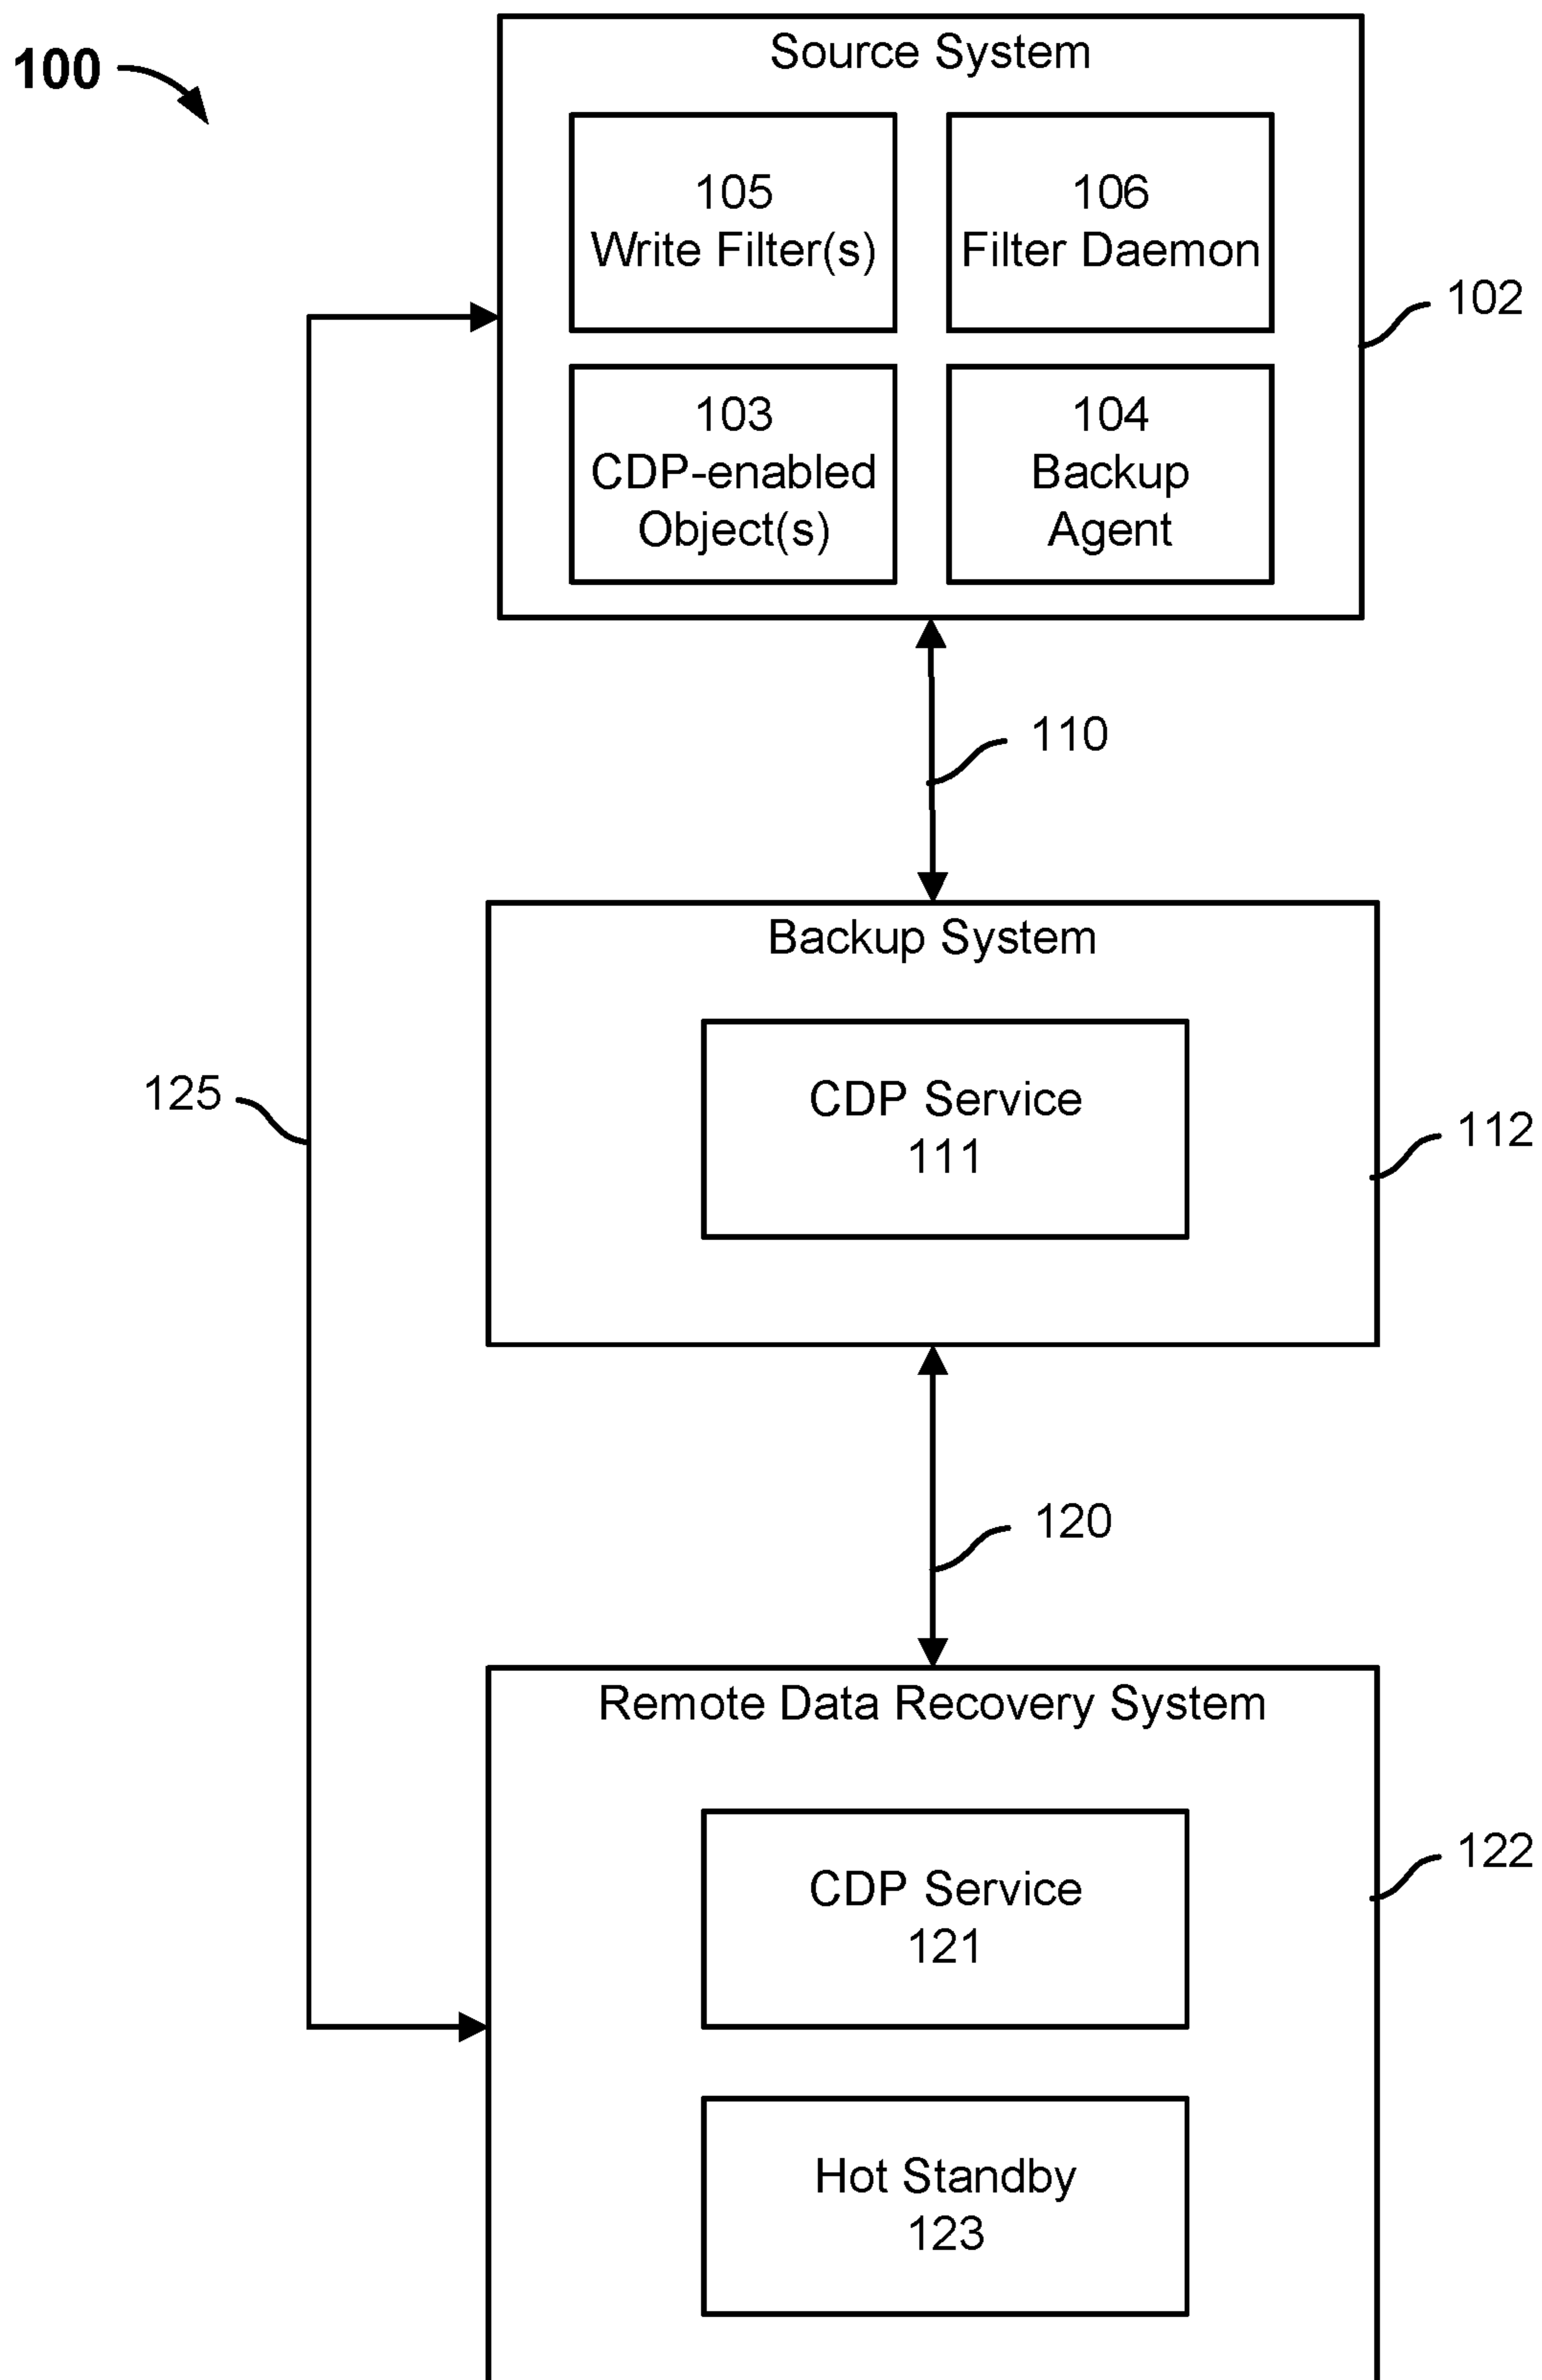 100
Source System
105
Write Filter(s)
106
Filter Daemon
102
103
CDP-enabled
Object(s)
104
Backup
Agent
110
Backup System
CDP Service
111
125
112
120
Remote Data Recovery System
CDP Service
121
122
Hot Standby
123